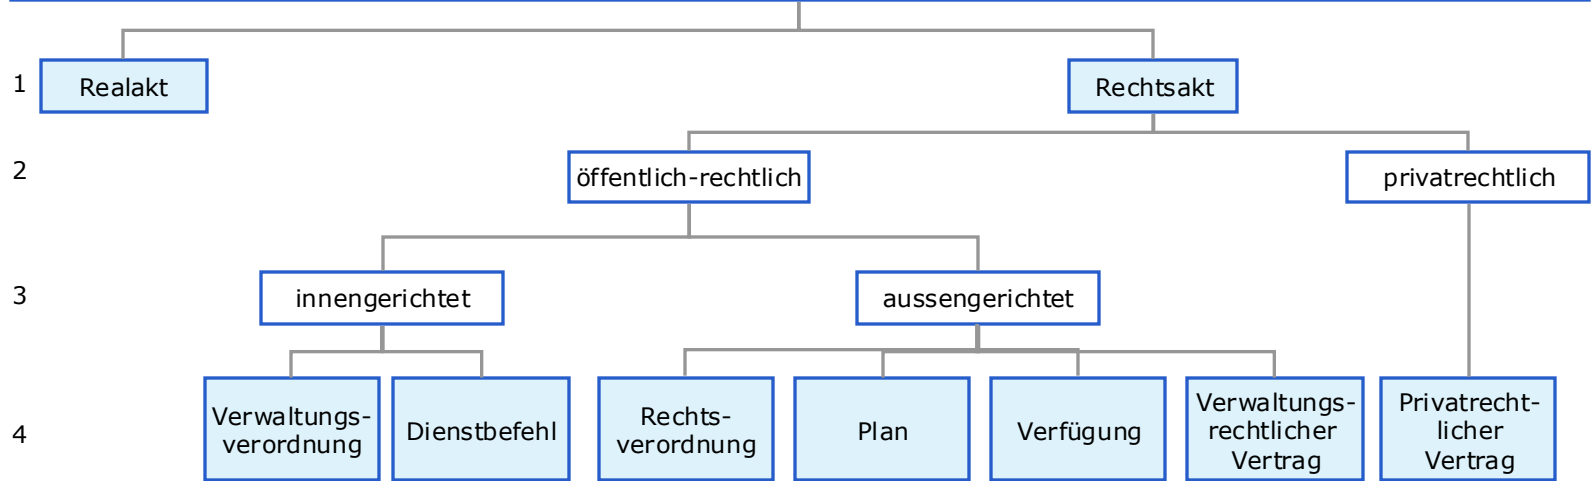 1
Realakt
Rechtsakt
2
öffentlich-rechtlich
privatrechtlich
3
innengerichtet
aussengerichtet
4
Verwaltungs-
verordnung
Dienstbefehl
Rechts-
verordnung
Plan
Verfügung
Verwaltungs-
rechtlicher
Vertrag
Privatrecht-
licher
Vertrag